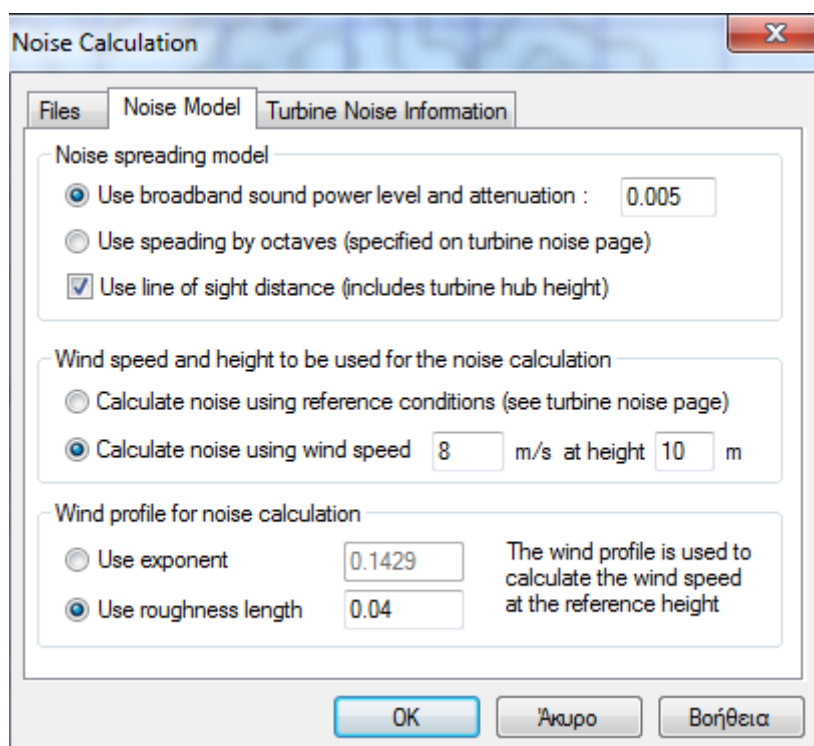 Noise Calculation
Files Noise Model Turbine Noise Information
Noise spreading model
Use broadband sound power level and attenuation : 0.005
Use speading by octaves (specified on turbine noise page)
Use line of sight distance (includes turbine hub height)
Wind speed and height to be used for the noise calculation
Calculate noise using reference conditions (see turbine noise page)
Calculate noise using wind speed 8 m/s at height 10 m
Wind profile for noise calculation
Use exponent 0.1429
Use roughness length 0.04
The wind profile is used to
calculate the wind speed
at the reference height
OK Άκυρο Βοήθεια